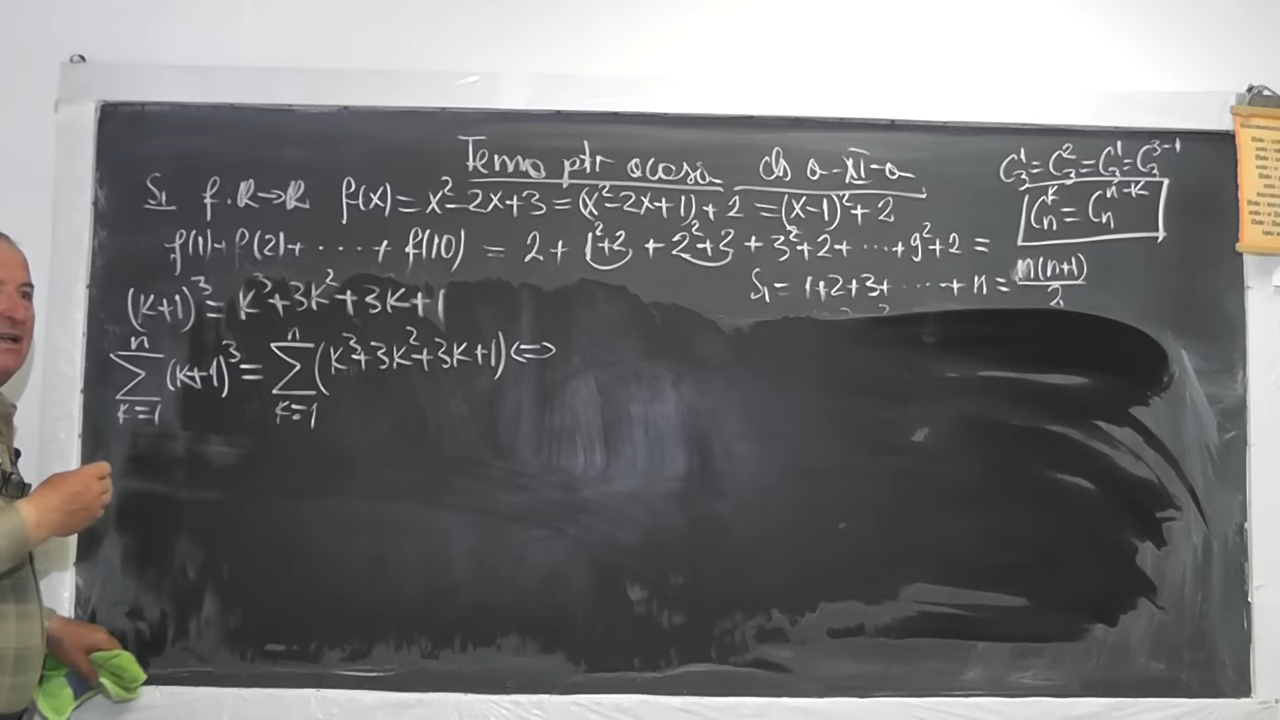 Tema ptr acasă cls a-XI-a
S₁ f:R→R f(x)=x²-2x+3=(x²-2x+1)+2=(x-1)²+2
f(1)+f(2)+.....+f(10) = 2+1²+2+2²+2+3²+2+...+9²+2=
S₁=1+2+3+.....+n= n(n+1)/2
(k+1)³=k³+3k²+3k+1
∑_{k=1}^{n}(k+1)³=∑_{k=1}^{n}(k³+3k²+3k+1)⇔
C₃¹=C₃²=C₃¹=C₃³⁻¹
Cₙᵏ=Cₙⁿ⁻ᵏ